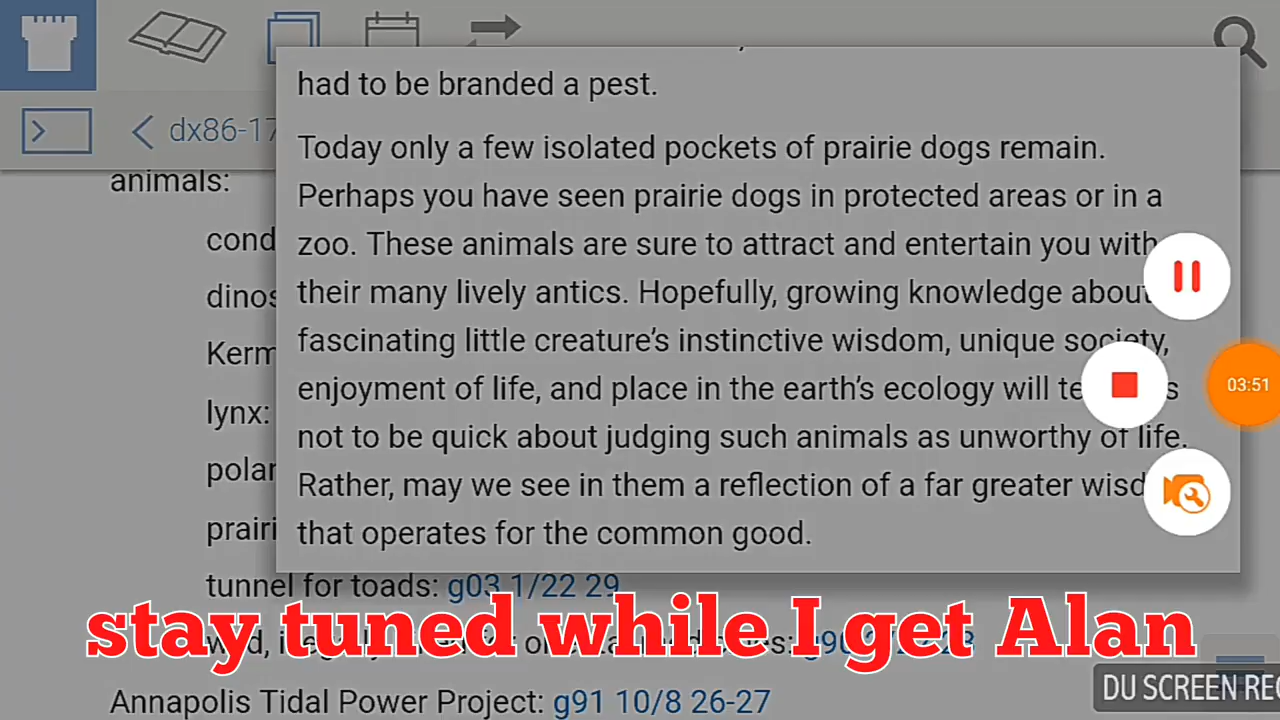 dx86-17
had to be branded a pest.
Today only a few isolated pockets of prairie dogs remain.
Perhaps you have seen prairie dogs in protected areas or in a
zoo. These animals are sure to attract and entertain you with
their many lively antics. Hopefully, growing knowledge about
fascinating little creature's instinctive wisdom, unique society,
enjoyment of life, and place in the earth's ecology will
not to be quick about judging such animals as unworthy of life.
Rather, may we see in them a reflection of a far greater
that operates for the common good.
03:51
animals:
cond
dinos
Kerm
lynx:
polar
prairi
tunnel for toads: g03 1/22 29
stay tuned while I get Alan
Annapolis Tidal Power Project: g91 10/8 26-27
DU SCREEN REC